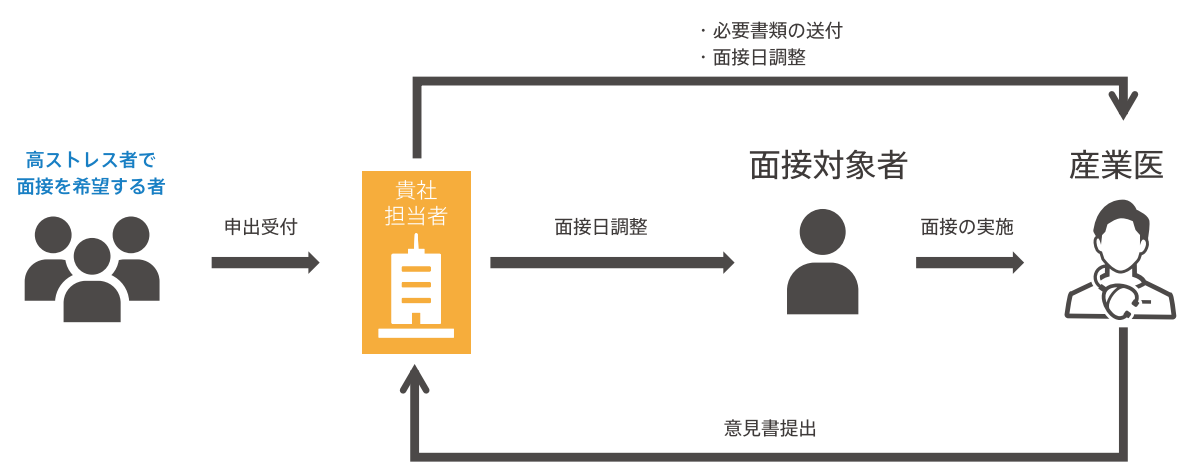 ・必要書類の送付
・面接日調整
高ストレス者で
面接を希望する者
申出受付
貴社
担当者
面接日調整
面接対象者
面接の実施
産業医
意見書提出